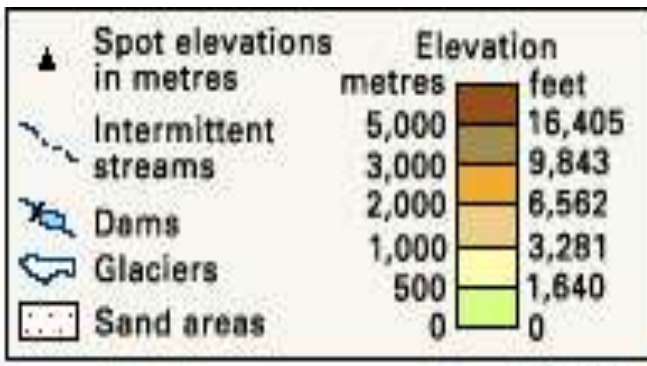 Spot elevations
in metres
Intermittent
streams
Dams
Glaciers
Sand areas
Elevation
metres feet
5,000 16,405
3,000 9,843
2,000 6,562
1,000 3,281
500 1,640
0 0